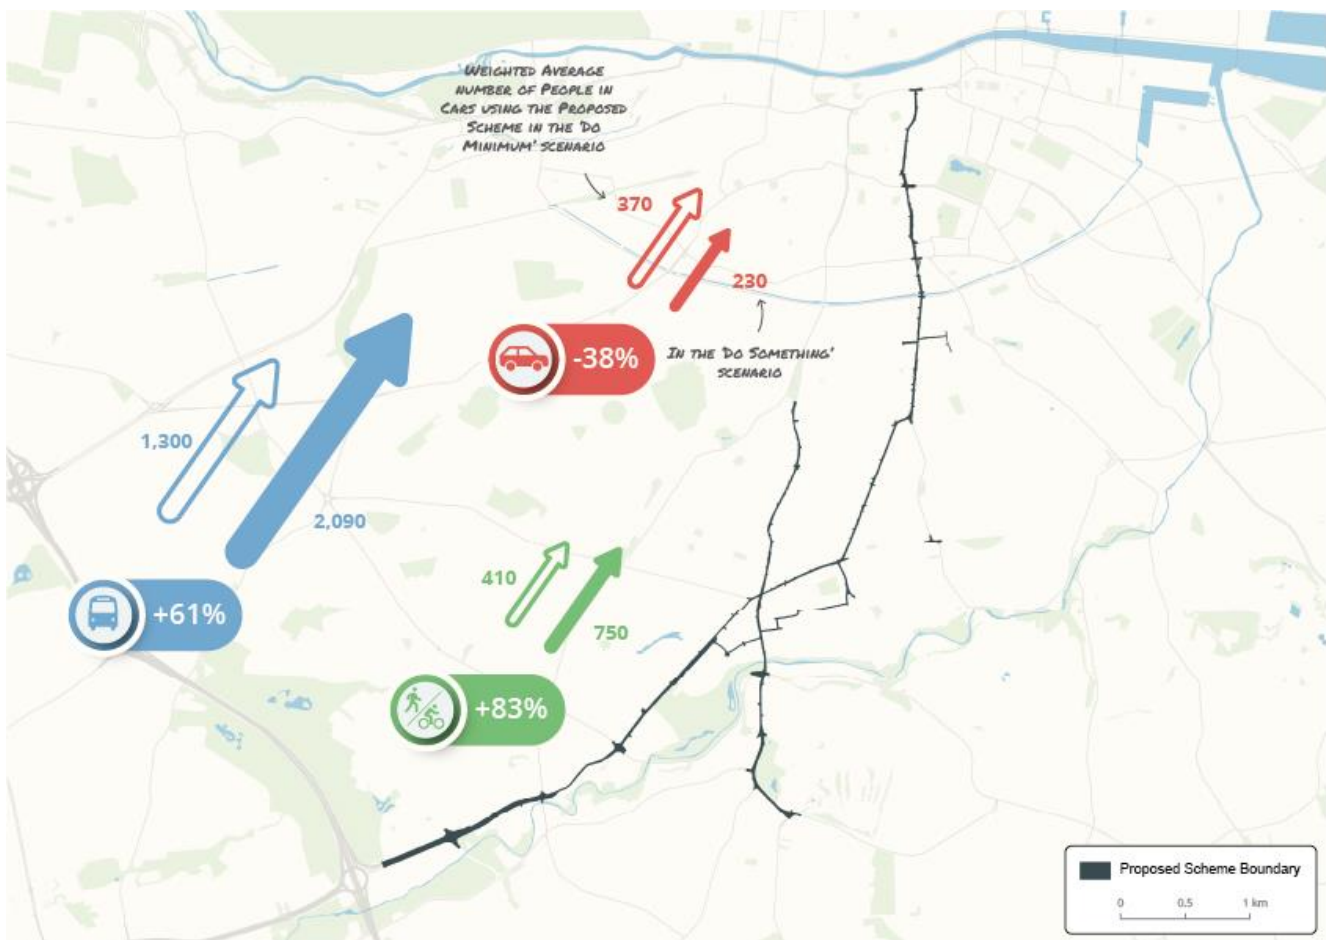 WEIGHTED AVERAGE
NUMBER OF PEOPLE IN
CARS USING THE PROPOSED
SCHEME IN THE 'DO
MINIMUM' SCENARIO
370
230
-38%
IN THE 'DO SOMETHING'
SCENARIO
1,300
2,090
+61%
410
750
+83%
Proposed Scheme Boundary
0 0.5 1 km